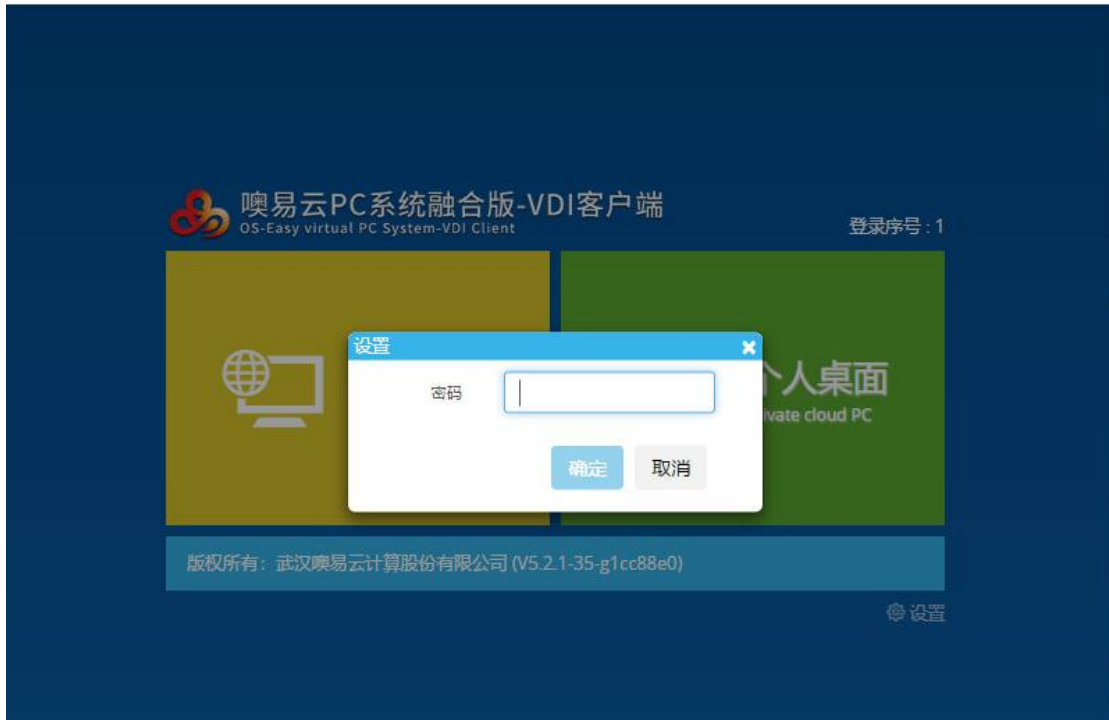 噢易云PC系统融合版-VDI客户端
OS-Easy virtual PC System-VDI Client
登录序号 : 1
设置
密码
个人桌面
ivate cloud PC
确定
取消
版权所有：武汉噢易云计算股份有限公司 (V5.2.1-35-g1cc88e0)
设置